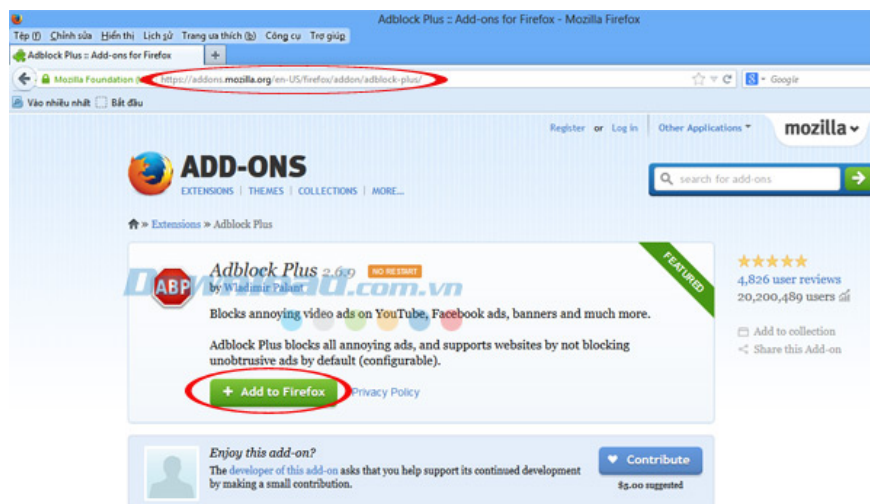 Adblock Plus :: Add-ons for Firefox - Mozilla Firefox
Tệp (f) Chỉnh sửa Hiển thị Lịch sử Trang ưa thích (b) Công cụ Trợ giúp
Adblock Plus :: Add-ons for Firefox +
Mozilla Foundation https://addons.mozilla.org/en-US/firefox/addon/adblock-plus/ Google
Vào nhiều nhất Bắt đầu
Register or Log in Other Applications mozilla
ADD-ONS
EXTENSIONS | THEMES | COLLECTIONS | MORE...
search for add-ons
» Extensions » Adblock Plus
Adblock Plus 2.6.9 NO RESTART
FEATURED
ABP
by Wladimir Palant
Download.com.vn
Blocks annoying video ads on YouTube, Facebook ads, banners and much more.
Adblock Plus blocks all annoying ads, and supports websites by not blocking
unobtrusive ads by default (configurable).
+ Add to Firefox Privacy Policy
4,826 user reviews
20,200,489 users
Add to collection
Share this Add-on
Enjoy this add-on?
The developer of this add-on asks that you help support its continued development
by making a small contribution.
Contribute
$5.00 suggested